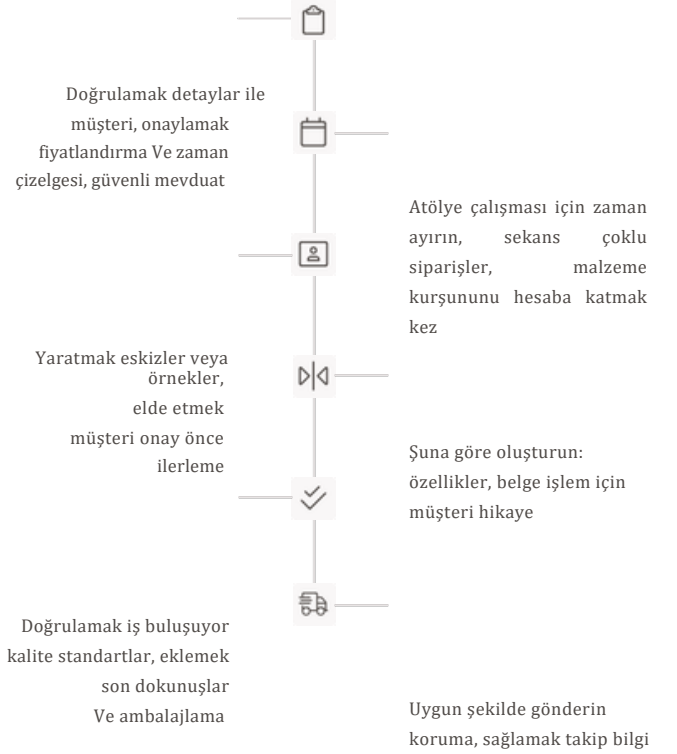 Doğrulamak detaylar ile
müşteri, onaylamak
fiyatlandırma Ve zaman
çizelgesi, güvenli mevduat
Atölye çalışması için zaman
ayırın, sekans çoklu
siparişler, malzeme
kurşununu hesaba katmak
kez
Yaratmak eskizler veya
örnekler,
elde etmek
müşteri onay önce
ilerleme
Şuna göre oluşturun:
özellikler, belge işlem için
müşteri hikaye
Doğrulamak iş buluşuyor
kalite standartlar, eklemek
son dokunuşlar
Ve ambalajlama
Uygun şekilde gönderin
koruma, sağlamak takip bilgi